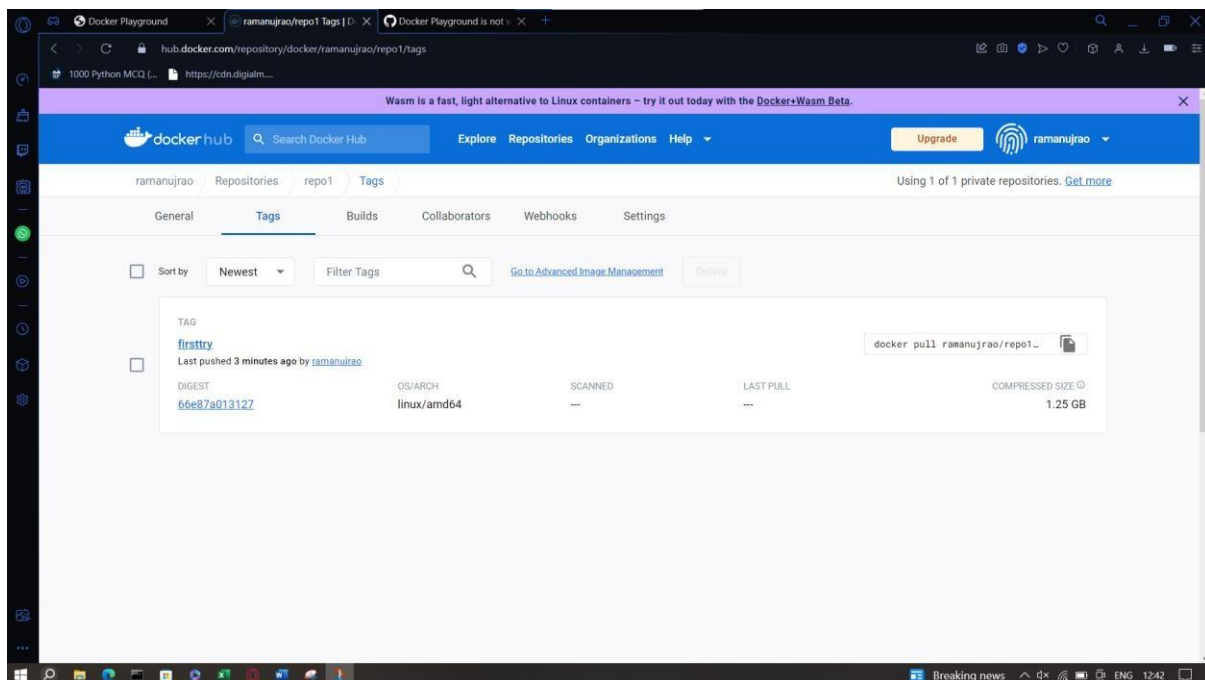 Docker Playground
ramanujrao/repo1 Tags | D
Docker Playground is not
hub.docker.com/repository/docker/ramanujrao/repo1/tags
1000 Python MCQ (... https://cdn.digialm....
Wasm is a fast, light alternative to Linux containers – try it out today with the Docker+Wasm Beta.
dockerhub Search Docker Hub Explore Repositories Organizations Help Upgrade ramanujrao
ramanujrao Repositories repo1 Tags Using 1 of 1 private repositories. Get more
General Tags Builds Collaborators Webhooks Settings
Sort by Newest Filter Tags Go to Advanced Image Management Delete
TAG
firsttry
docker pull ramanujrao/repo1…
Last pushed 3 minutes ago by ramanujrao
DIGEST OS/ARCH SCANNED LAST PULL COMPRESSED SIZE
66e87a013127 linux/amd64 --- --- 1.25 GB
Breaking news ENG 12:42